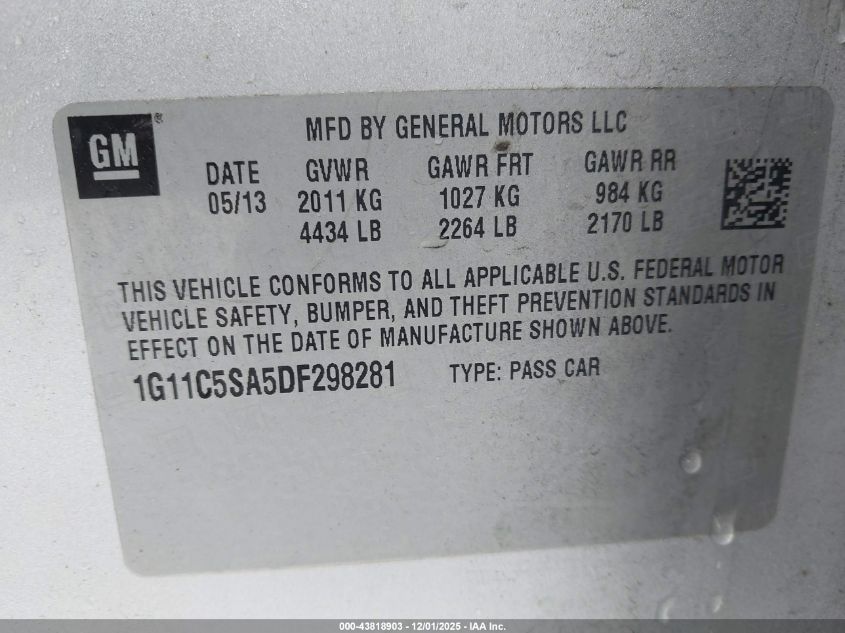 GM®
MFD BY GENERAL MOTORS LLC
DATE GVWR GAWR FRT GAWR RR
05/13 2011 KG 1027 KG 984 KG
4434 LB 2264 LB 2170 LB
THIS VEHICLE CONFORMS TO ALL APPLICABLE U.S. FEDERAL MOTOR
VEHICLE SAFETY, BUMPER, AND THEFT PREVENTION STANDARDS IN
EFFECT ON THE DATE OF MANUFACTURE SHOWN ABOVE.
1G11C5SA5DF298281 TYPE: PASS CAR
000-43818903 - 12/01/2025 - IAA Inc.